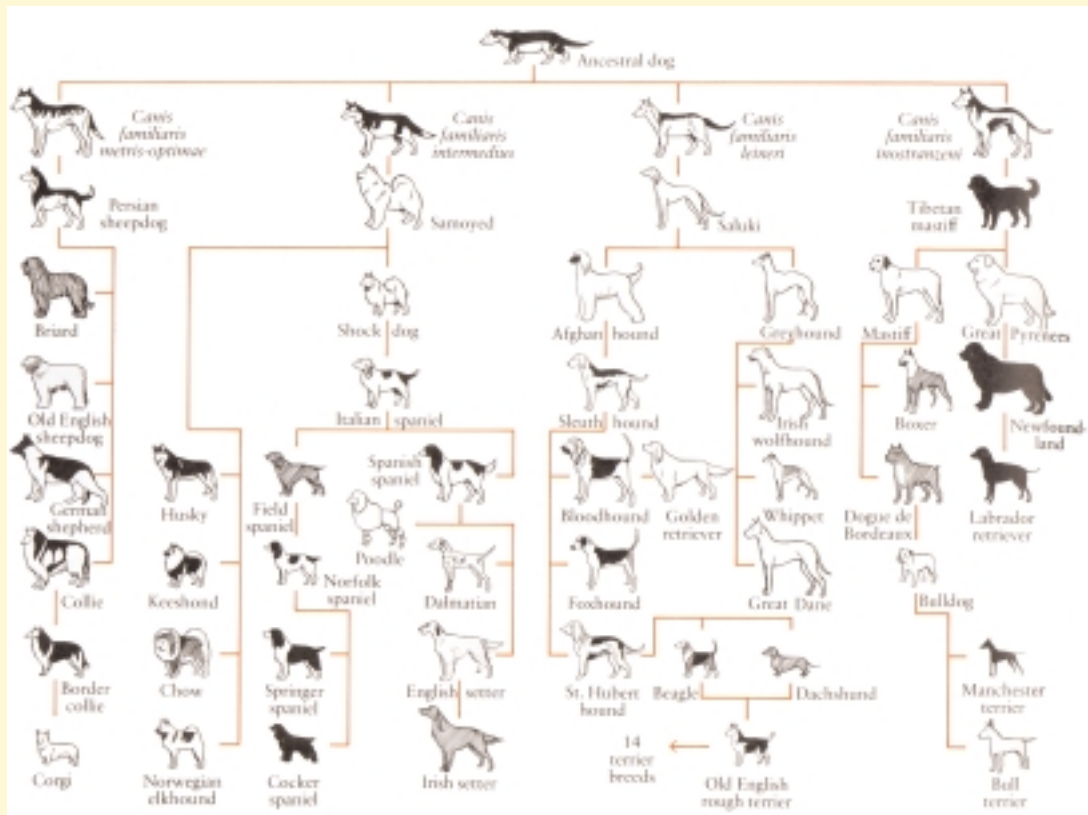 Ancestral dog
Canis
familiaris
metris-optimae
Canis
familiaris
intermedius
Canis
familiaris
leineri
Canis
familiaris
inostranzeni
Persian
sheepdog
Samoyed
Saluki
Tibetan
mastiff
Briard
Shock dog
Afghan hound
Greyhound
Mastiff
Great Pyrenees
Old English
sheepdog
Italian spaniel
Sleuth hound
Irish
wolfhound
Boxer
Newfound-
land
German
shepherd
Husky
Field
spaniel
Spanish
spaniel
Poodle
Bloodhound
Golden
retriever
Whippet
Dogue de
Bordeaux
Labrador
retriever
Collie
Keeshond
Norfolk
spaniel
Dalmatian
Foxhound
Great Dane
Bulldog
Border
collie
Chow
Springer
spaniel
English setter
St. Hubert
hound
Beagle
Dachshund
Manchester
terrier
Corgi
Norwegian
elkhound
Cocker
spaniel
Irish setter
14
terrier
breeds
Old English
rough terrier
Bull
terrier